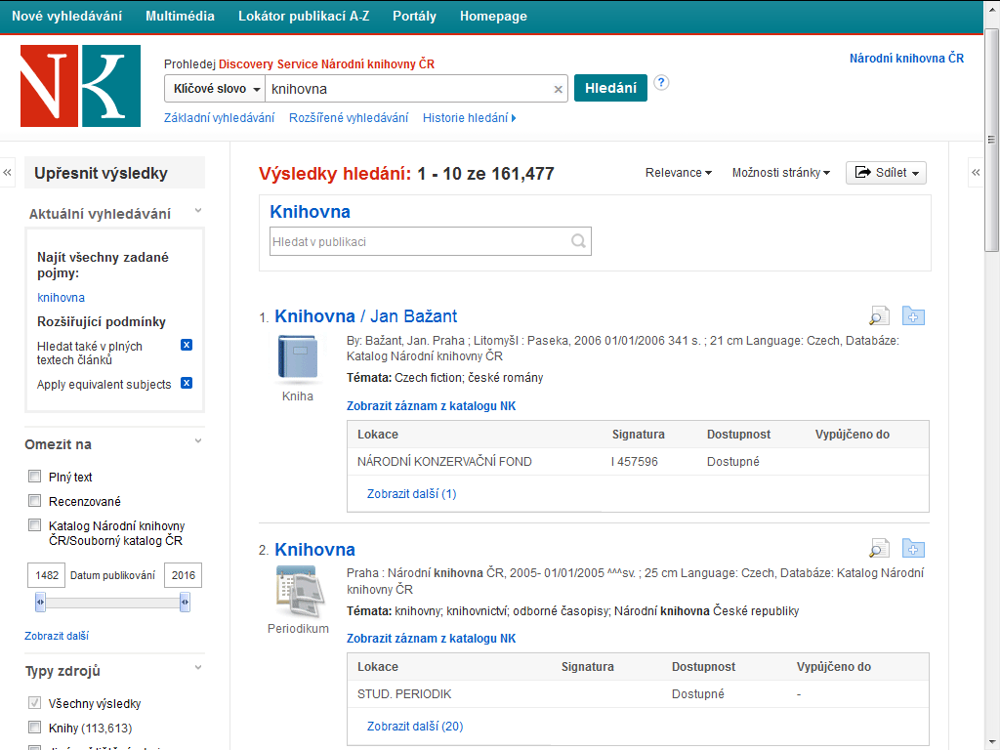 Nové vyhledávání Multimédia Lokátor publikací A-Z Portály Homepage
NK
Prohledej Discovery Service Národní knihovny ČR
Národní knihovna ČR
Klíčové slovo knihovna × Hledání ?
Základní vyhledávání Rozšířené vyhledávání Historie hledání
Upřesnit výsledky
Aktuální vyhledávání
Najít všechny zadané
pojmy:
knihovna
Rozšiřující podmínky
Hledat také v plných
textech článků
Apply equivalent subjects
Omezit na
Plný text
Recenzované
Katalog Národní knihovny
ČR/Souborný katalog ČR
1482 Datum publikování 2016
Zobrazit další
Typy zdrojů
Všechny výsledky
Knihy (113,613)
Výsledky hledání: 1 - 10 ze 161,477
Relevance Možnosti stránky Sdílet
Knihovna
Hledat v publikaci
1. Knihovna / Jan Bažant
Kniha
By: Bažant, Jan. Praha ; Litomyšl : Paseka, 2006 01/01/2006 341 s. ; 21 cm Language: Czech, Databáze:
Katalog Národní knihovny ČR
Témata: Czech fiction; české romány
Zobrazit záznam z katalogu NK
Lokace Signatura Dostupnost Vypůjčeno do
NÁRODNÍ KONZERVAČNÍ FOND I 457596 Dostupné
Zobrazit další (1)
2. Knihovna
Periodikum
Praha : Národní knihovna ČR, 2005- 01/01/2005 ^^^sv. ; 25 cm Language: Czech, Databáze: Katalog Národní
knihovny ČR
Témata: knihovny; knihovnictví; odborné časopisy; Národní knihovna České republiky
Zobrazit záznam z katalogu NK
Lokace Signatura Dostupnost Vypůjčeno do
STUD. PERIODIK Dostupné -
Zobrazit další (20)